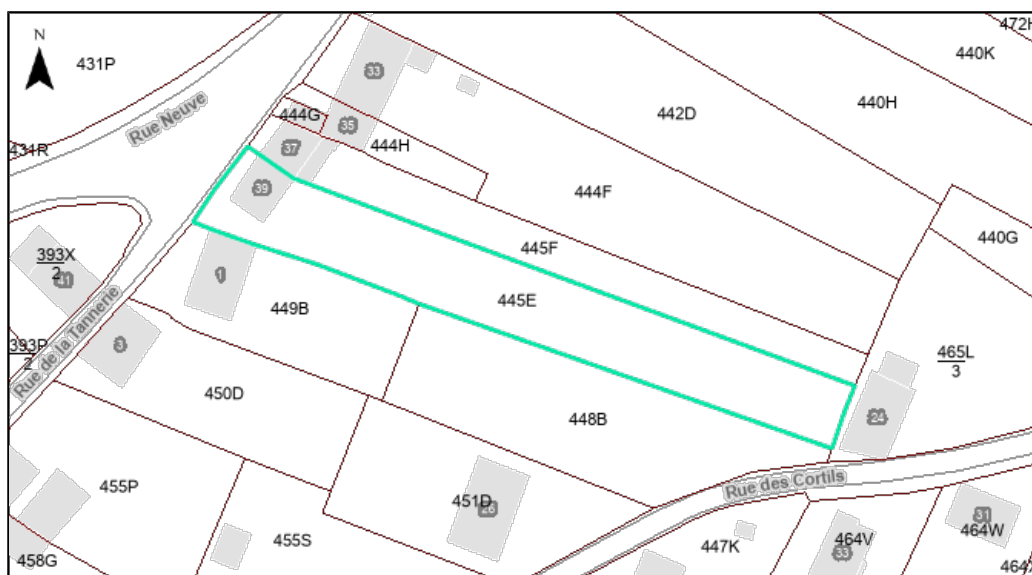 472H
N
440K
431P
33
440H
Rue Neuve
442D
444G
35
37
444H
431R
39
444F
440G
445F
393X
2
41
1
445E
449B
Rue de la Tannerie
393P
2
3
465L
3
450D
24
448B
Rue des Cortils
455P
451D
26
31
464W
455S
447K
464V
33
458G
464